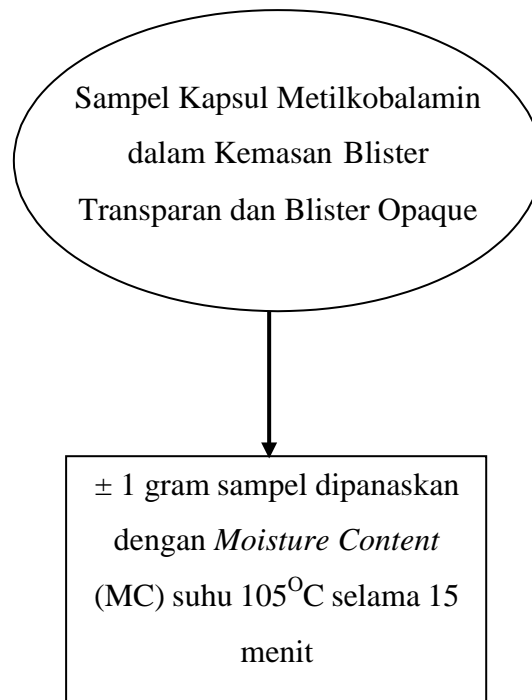 Sampel Kapsul Metilkobalamin
dalam Kemasan Blister
Transparan dan Blister Opaque
± 1 gram sampel dipanaskan
dengan Moisture Content
(MC) suhu 105OC selama 15
menit